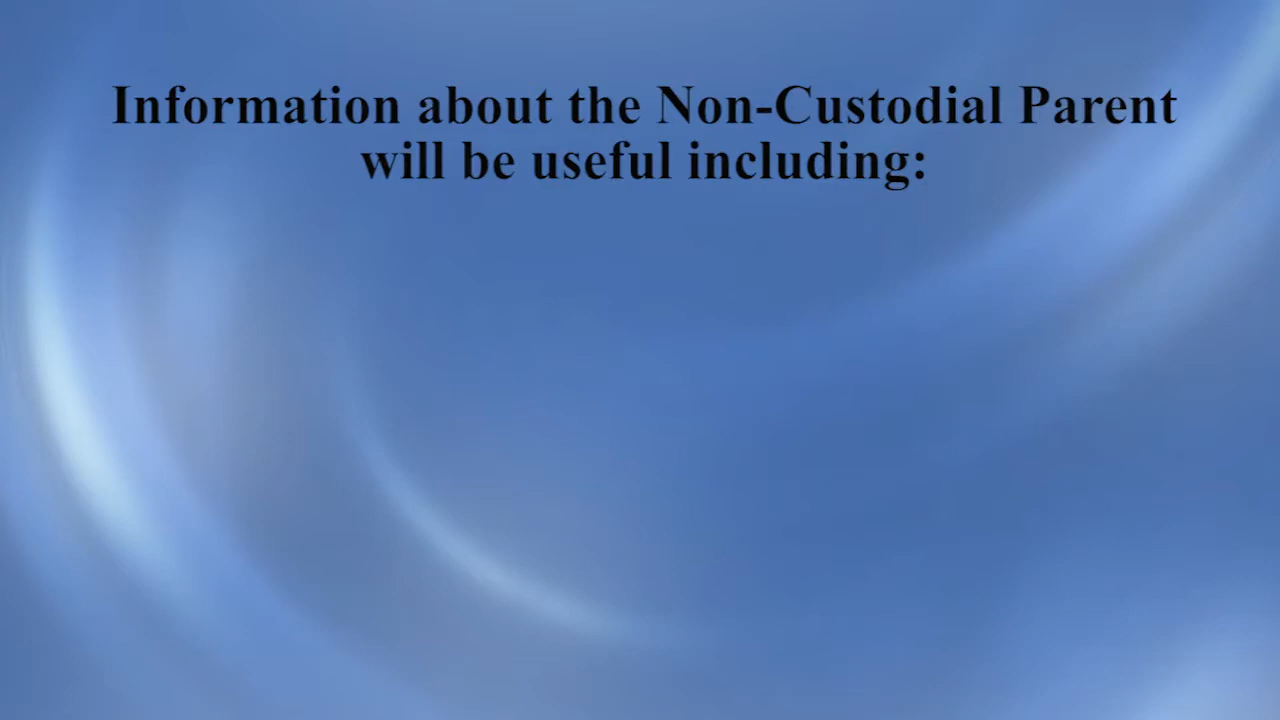 Information about the Non-Custodial Parent
will be useful including: